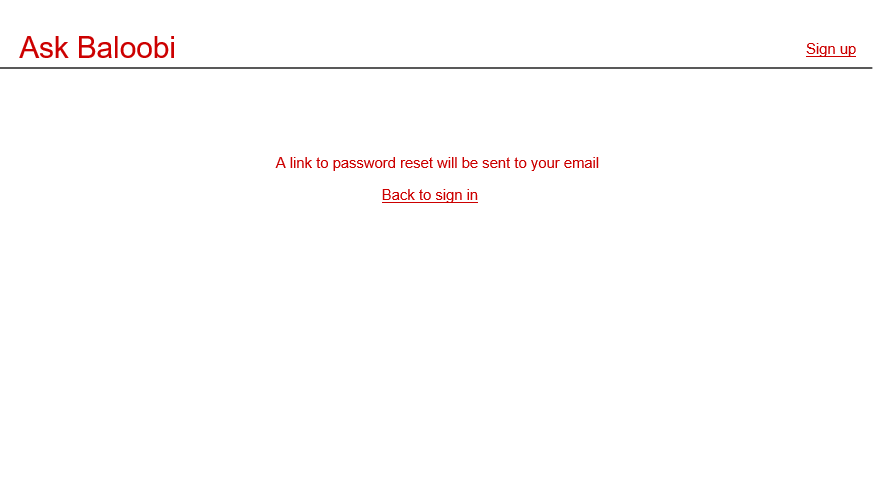 Ask Baloobi
Sign up
A link to password reset will be sent to your email
Back to sign in